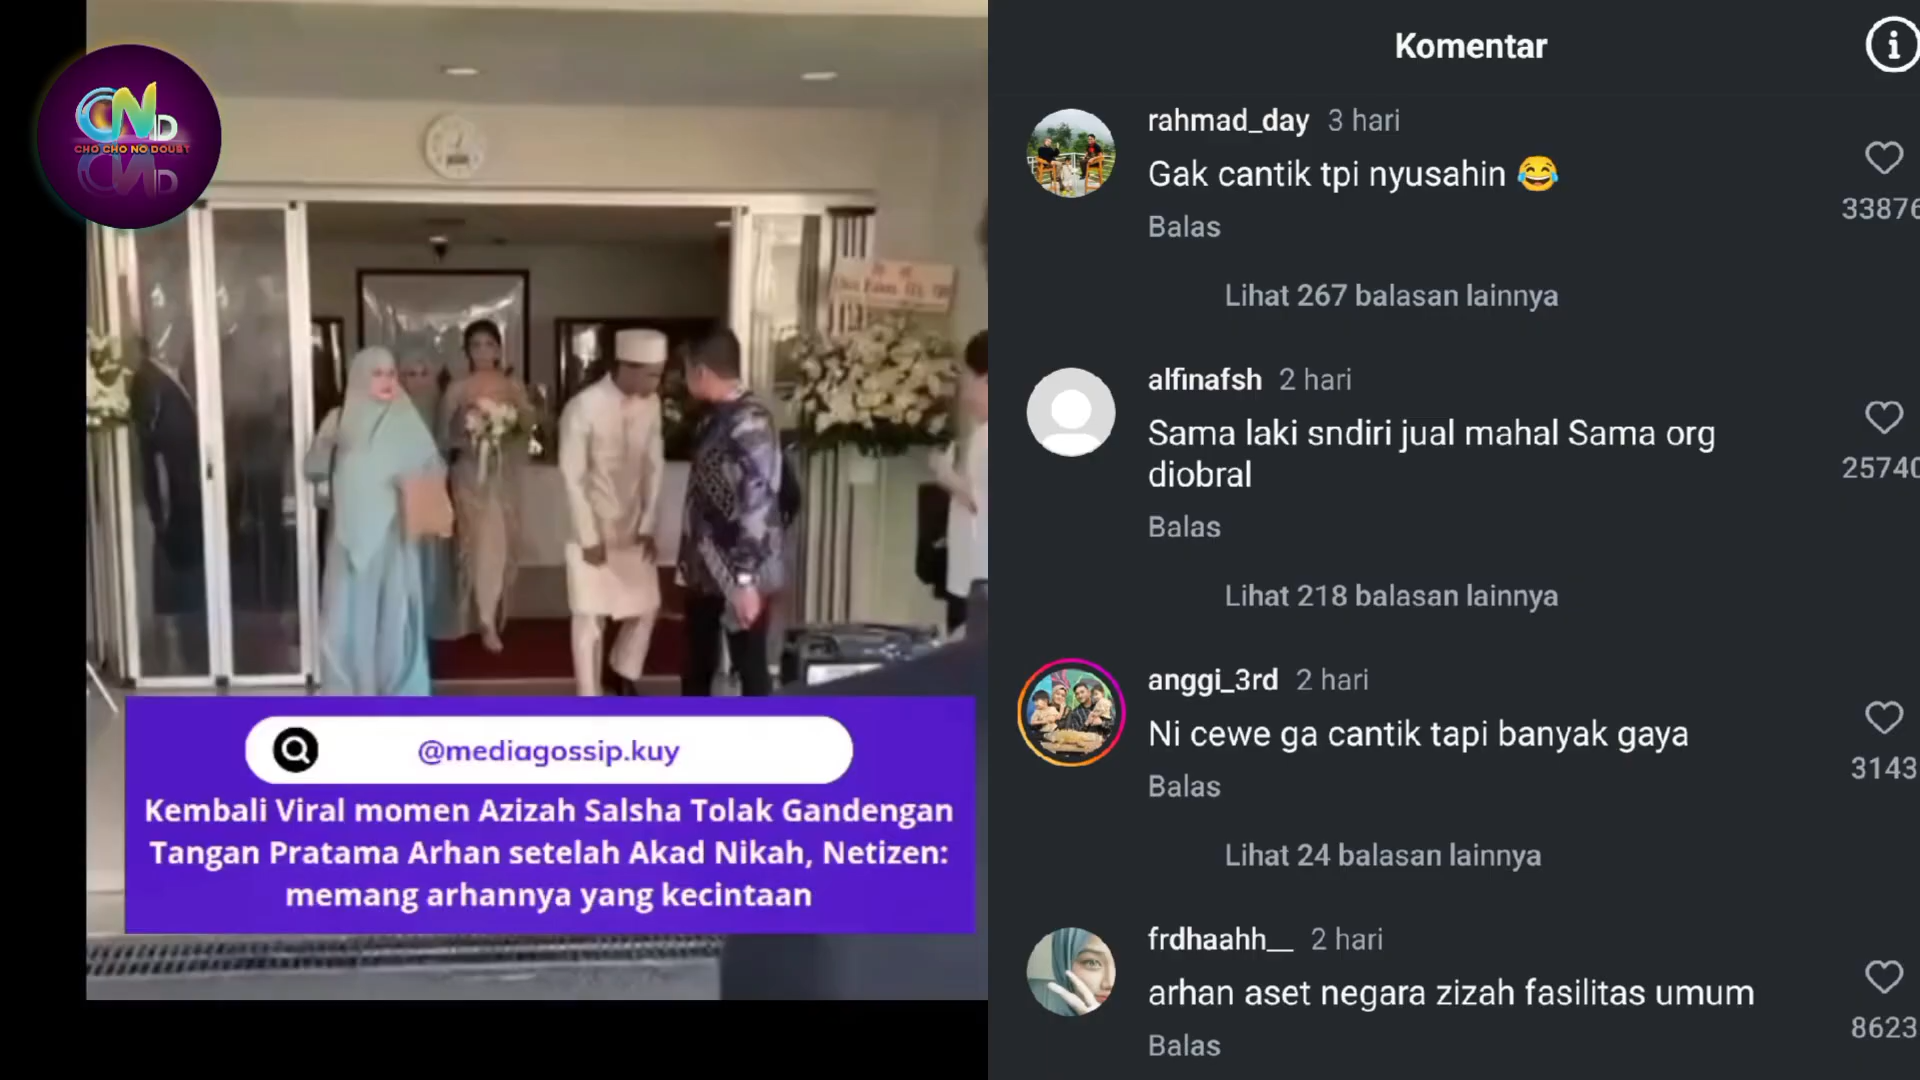 CND
CHO CHO NO DOUBT
@mediagossip.kuy
Kembali Viral momen Azizah Salsha Tolak Gandengan
Tangan Pratama Arhan setelah Akad Nikah, Netizen:
memang arhannya yang kecintaan
Komentar
rahmad_day 3 hari
Gak cantik tpi nyusahin 😂
33876
Balas
Lihat 267 balasan lainnya
alfinafsh 2 hari
Sama laki sndiri jual mahal Sama org
diobral
25740
Balas
Lihat 218 balasan lainnya
anggi_3rd 2 hari
Ni cewe ga cantik tapi banyak gaya
3143
Balas
Lihat 24 balasan lainnya
frdhaahh__ 2 hari
arhan aset negara zizah fasilitas umum
8623
Balas